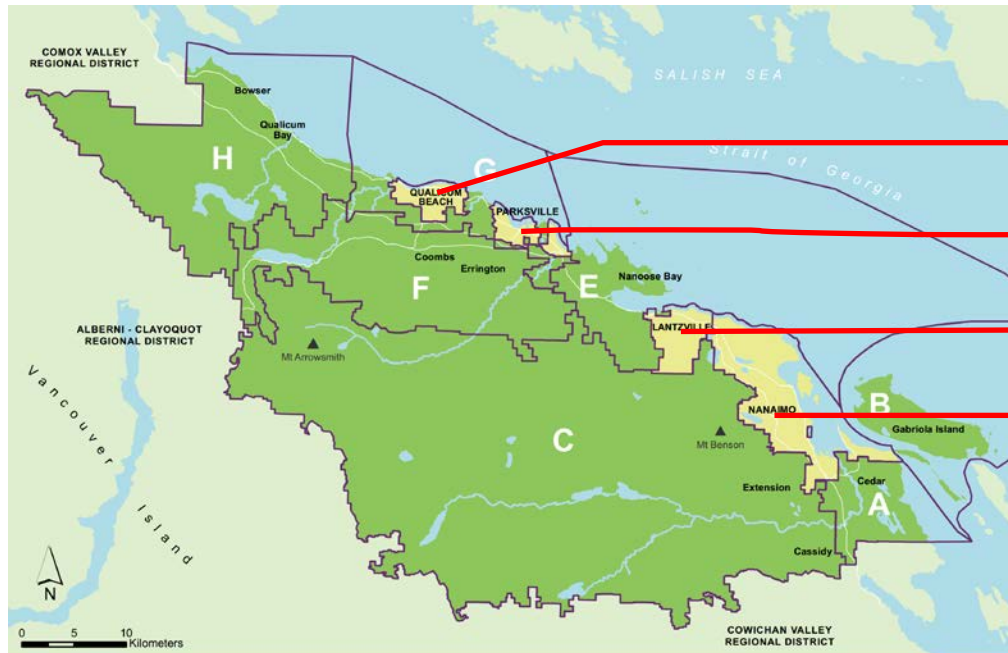 COMOX VALLEY
REGIONAL DISTRICT
SALISH SEA
Bowser
Qualicum
Bay
H
G
Strait of Georgia
QUALICUM
BEACH
PARKSVILLE
Coombs
Errington
F
E
Nanoose Bay
ALBERNI - CLAYOQUOT
REGIONAL DISTRICT
Mt Arrowsmith
LANTZVILLE
Vancouver Island
C
NANAIMO
B
Gabriola Island
Mt Benson
Extension
Cedar
A
Cassidy
N
0 5 10
Kilometers
COWICHAN VALLEY
REGIONAL DISTRICT